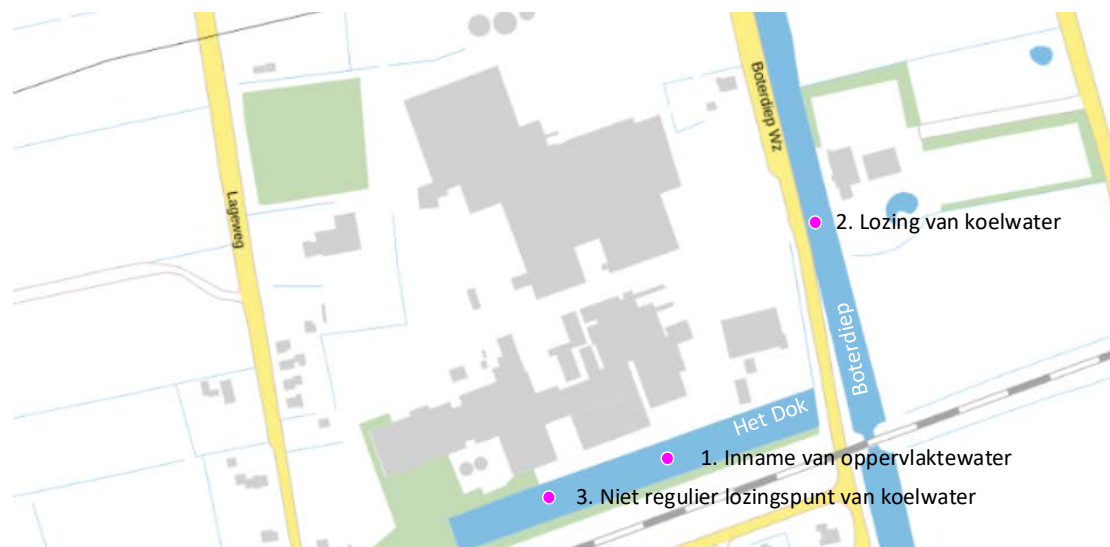 Boterdiep Wz
Lageweg
2. Lozing van koelwater
Boterdiep
Het Dok
1. Inname van oppervlaktewater
3. Niet regulier lozingspunt van koelwater